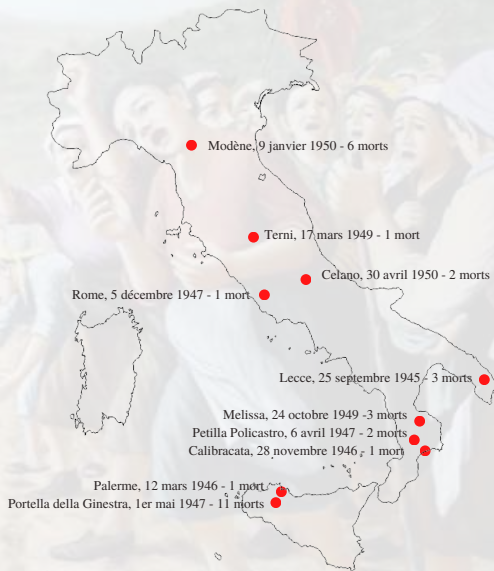 Modène, 9 janvier 1950 - 6 morts
Terni, 17 mars 1949 - 1 mort
Celano, 30 avril 1950 - 2 morts
Rome, 5 décembre 1947 - 1 mort
Lecce, 25 septembre 1945 - 3 morts
Melissa, 24 octobre 1949 -3 morts
Petilla Policastro, 6 avril 1947 - 2 morts
Calibracata, 28 novembre 1946 - 1 mort
Palerme, 12 mars 1946 - 1 mort
Portella della Ginestra, 1er mai 1947 - 11 morts